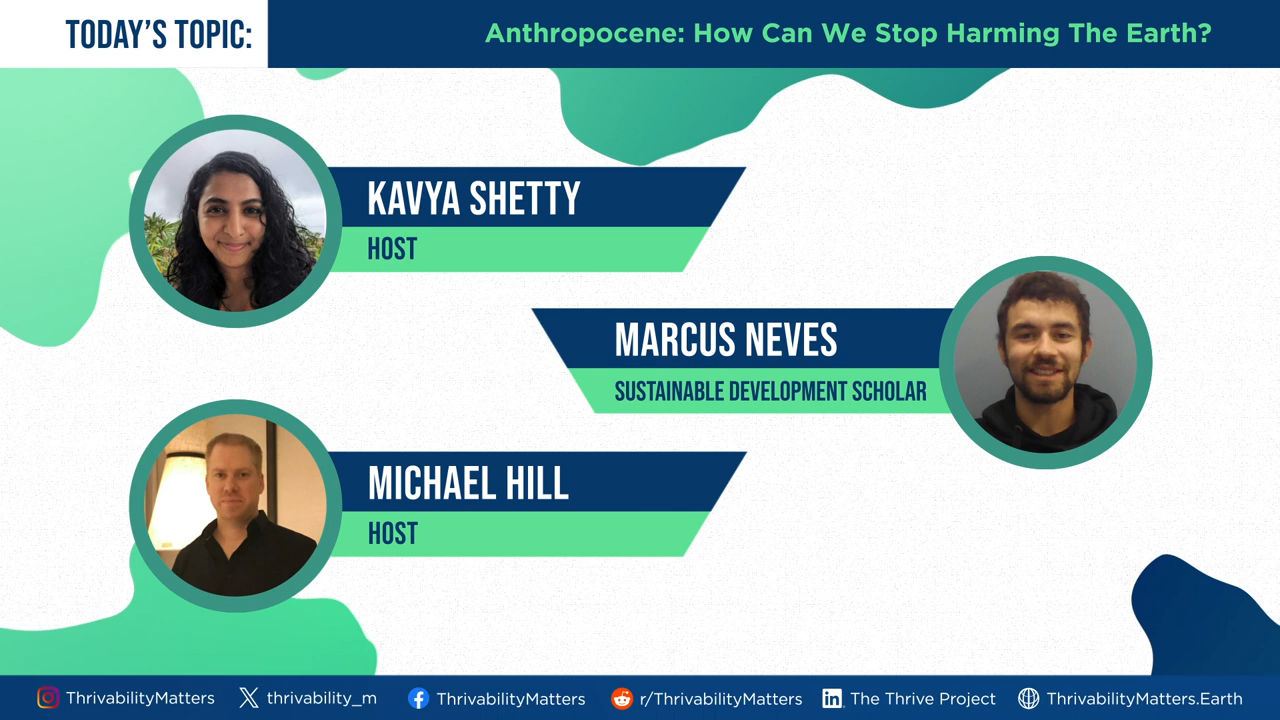 TODAY'S TOPIC:
Anthropocene: How Can We Stop Harming The Earth?
KAVYA SHETTY
HOST
MARCUS NEVES
SUSTAINABLE DEVELOPMENT SCHOLAR
MICHAEL HILL
HOST
ThrivabilityMatters thrivability_m ThrivabilityMatters r/ThrivabilityMatters The Thrive Project ThrivabilityMatters.Earth